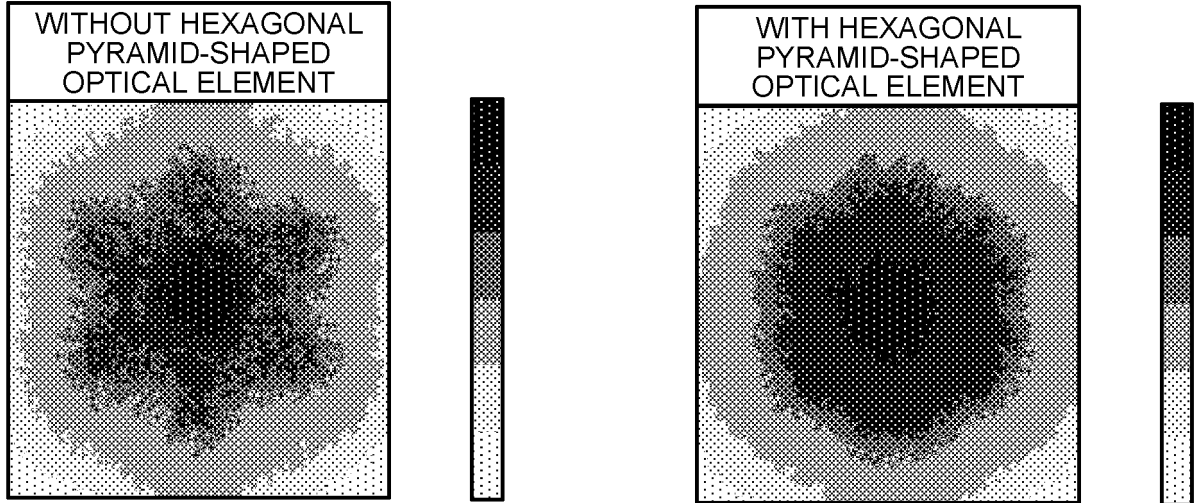 WITHOUT HEXAGONAL
PYRAMID-SHAPED
OPTICAL ELEMENT
WITH HEXAGONAL
PYRAMID-SHAPED
OPTICAL ELEMENT